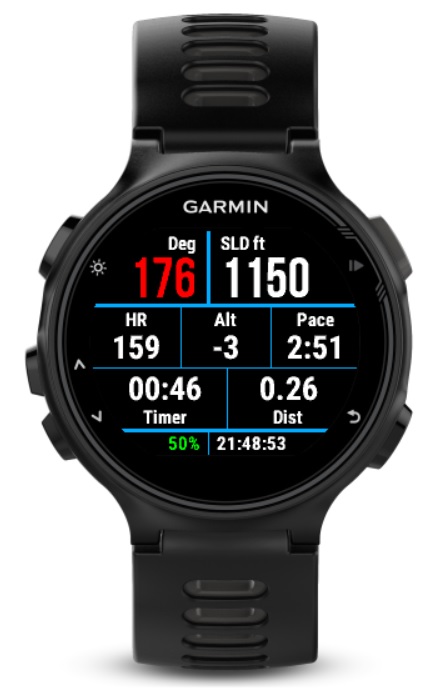 GARMIN
Deg SLD ft
176 1150
HR Alt Pace
159 -3 2:51
00:46 0.26
Timer Dist
50% 21:48:53